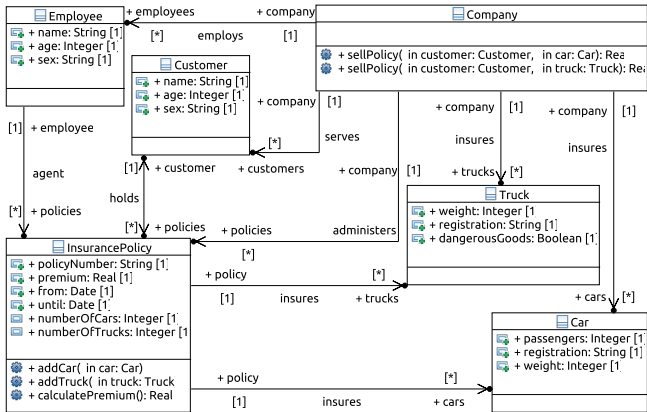 Employee
+ name: String [1]
+ age: Integer [1]
+ sex: String [1]
+ employees
[*]
employs
+ company
[1]
Company
+ sellPolicy( in customer: Customer, in car: Car): Rea
+ sellPolicy( in customer: Customer, in truck: Truck): Rea
Customer
+ name: String [1]
+ age: Integer [1]
+ sex: String [1]
+ company
[1]
serves
[*]
+ customers
[1]
+ employee
agent
[*]
+ policies
[1]
+ customer
holds
[*]
+ policies
+ company
[1]
administers
+ policies
[*]
+ company
[1]
insures
+ trucks
[*]
+ company
[1]
insures
+ cars
[*]
Truck
+ weight: Integer [1
+ registration: String [1]
+ dangerousGoods: Boolean [1]
InsurancePolicy
+ policyNumber: String [1]
+ premium: Real [1]
+ from: Date [1]
+ until: Date [1]
+ numberOfCars: Integer [1]
+ numberOfTrucks: Integer [1]
+ addCar( in car: Car)
+ addTruck( in truck: Truck
+ calculatePremium(): Real
+ policy
[1]
insures
[*]
+ trucks
+ policy
[1]
insures
[*]
+ cars
Car
+ passengers: Integer [1]
+ registration: String [1]
+ weight: Integer [1